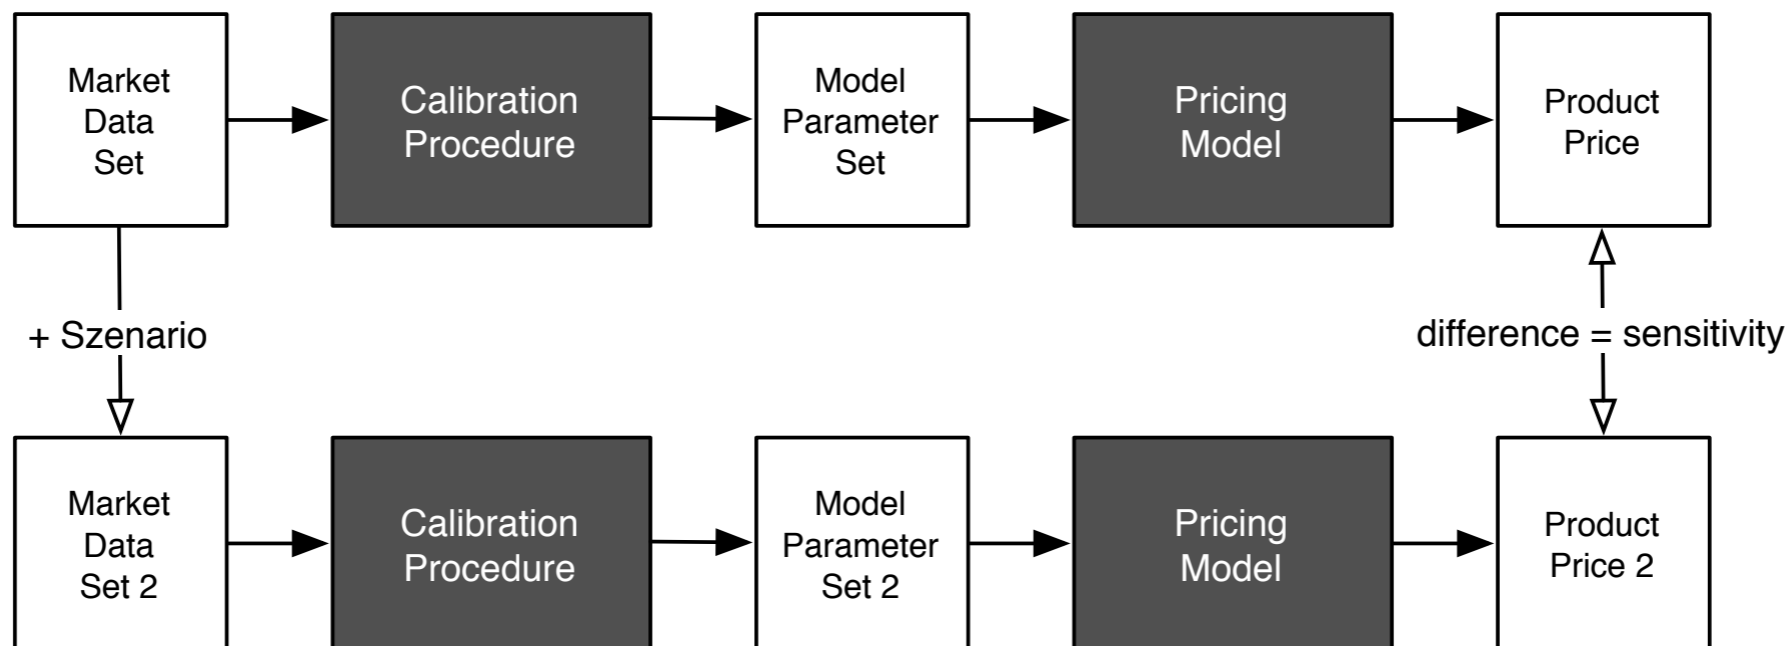 Market
Data
Set
Calibration
Procedure
Model
Parameter
Set
Pricing
Model
Product
Price
+ Szenario
difference = sensitivity
Market
Data
Set 2
Calibration
Procedure
Model
Parameter
Set 2
Pricing
Model
Product
Price 2